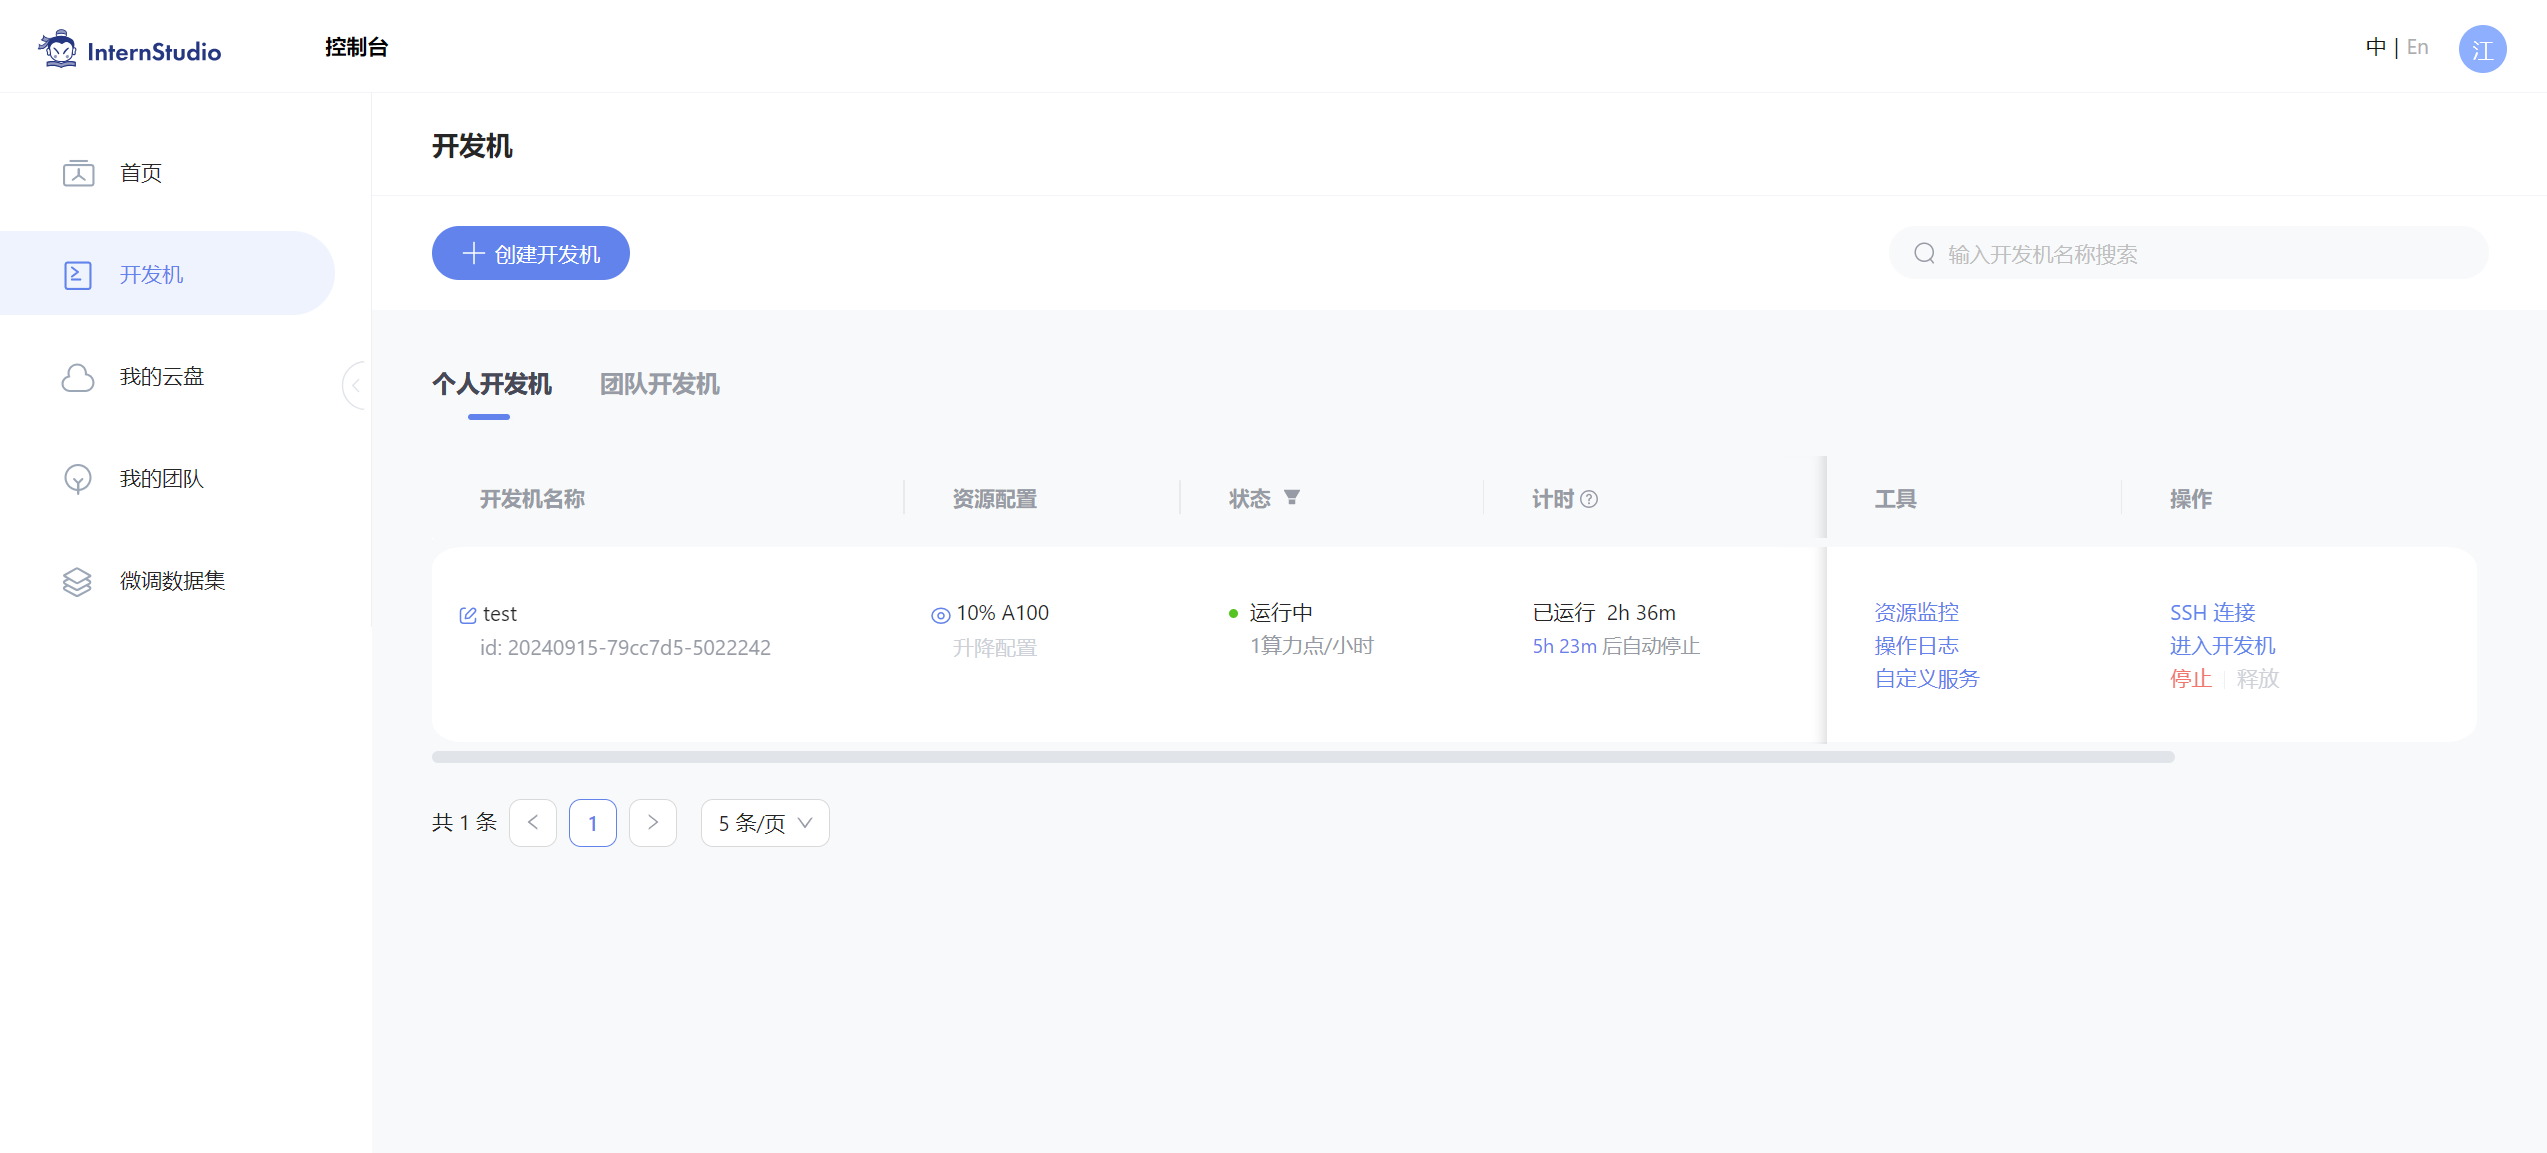 InternStudio
控制台
中 | En
江
首页
开发机
我的云盘
我的团队
微调数据集
开发机
创建开发机
输入开发机名称搜索
个人开发机 团队开发机
开发机名称 资源配置 状态 计时 工具 操作
test 10% A100 运行中 已运行 2h 36m 资源监控 SSH 连接
id: 20240915-79cc7d5-5022242 升降配置 1算力点/小时 5h 23m 后自动停止 操作日志 进入开发机
自定义服务 停止 释放
共 1 条 < 1 > 5 条/页